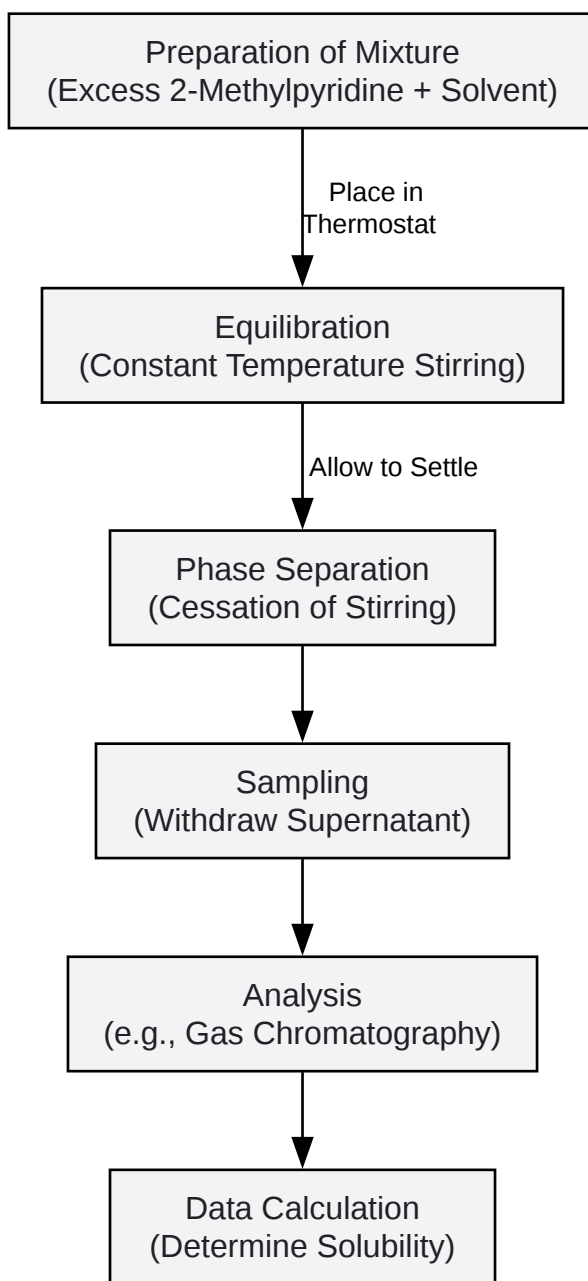 Preparation of Mixture
(Excess 2-Methylpyridine + Solvent)
Place in
Thermostat
Equilibration
(Constant Temperature Stirring)
Allow to Settle
Phase Separation
(Cessation of Stirring)
Sampling
(Withdraw Supernatant)
Analysis
(e.g., Gas Chromatography)
Data Calculation
(Determine Solubility)